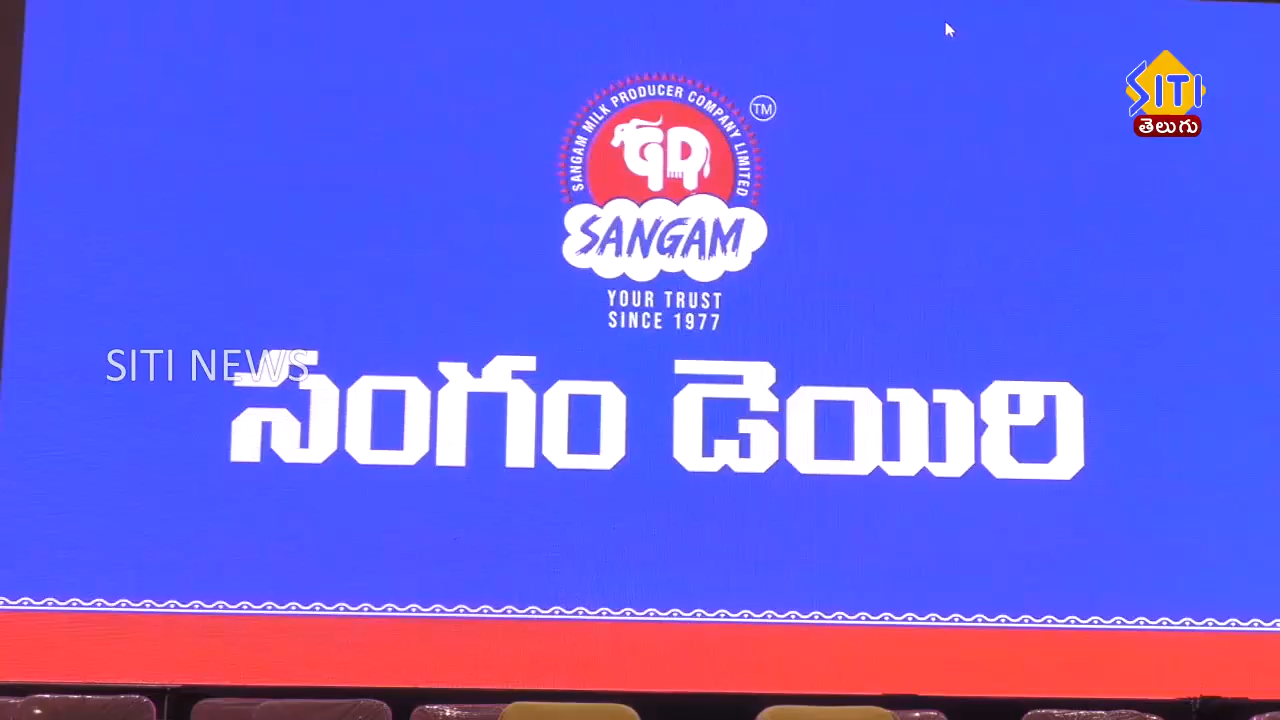 SITI
తెలుగు
SANGAM MILK PRODUCER COMPANY LIMITED
TM
SANGAM
YOUR TRUST
SINCE 1977
SITI NEWS
సంగం డెయిరి